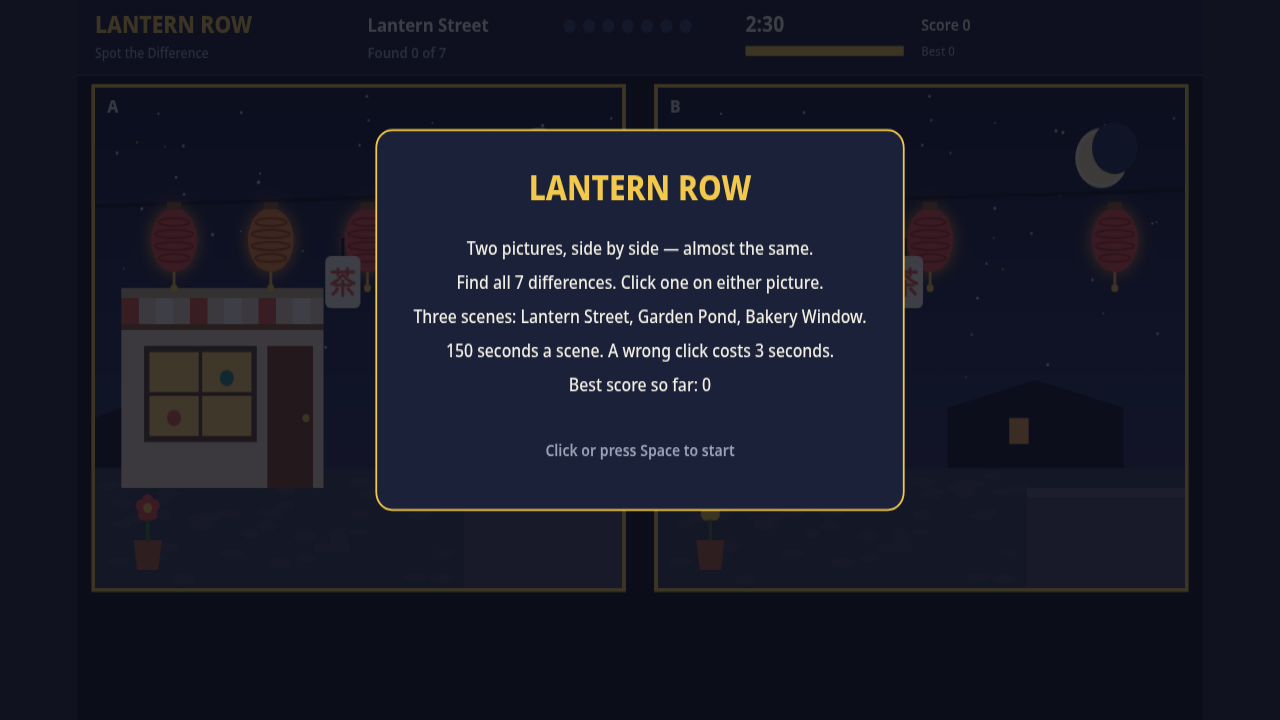 LANTERN ROW
Spot the Difference
Lantern Street
Found 0 of 7
2:30
Score 0
Best 0
A
B
茶
茶
LANTERN ROW
Two pictures, side by side — almost the same.
Find all 7 differences. Click one on either picture.
Three scenes: Lantern Street, Garden Pond, Bakery Window.
150 seconds a scene. A wrong click costs 3 seconds.
Best score so far: 0
Click or press Space to start